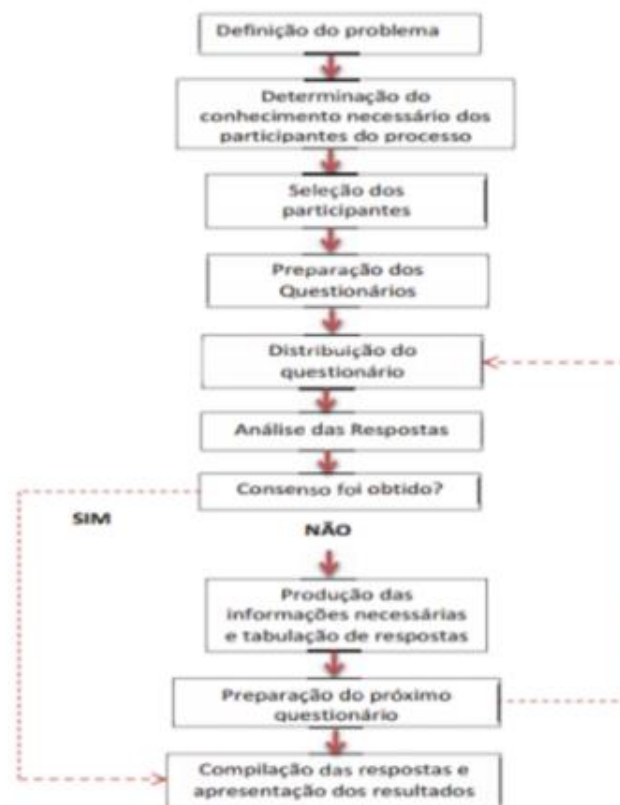 Definição do problema
Determinação do
conhecimento necessário dos
participantes do processo
Seleção dos
participantes
Preparação dos
Questionários
Distribuição do
questionário
Análise das Respostas
Consenso foi obtido?
SIM
NÃO
Produção das
informações necessárias
e tabulação de respostas
Preparação do próximo
questionário
Compilação das respostas e
apresentação dos resultados